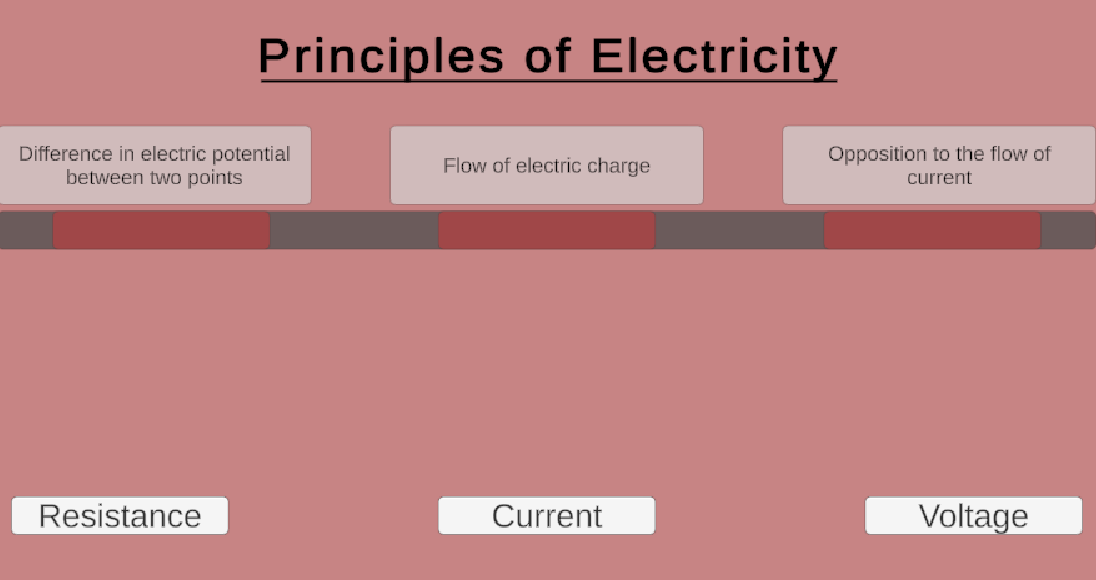 Principles of Electricity
Difference in electric potential
between two points
Flow of electric charge
Opposition to the flow of
current
Resistance
Current
Voltage